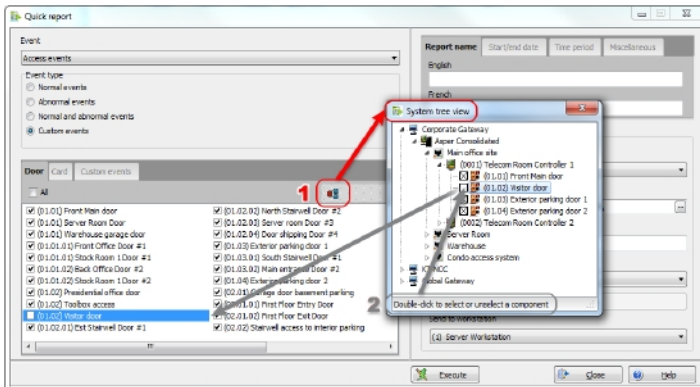 Quick report
Event
Access events
Event type
Normal events
Abnormal events
Normal and abnormal events
Custom events
Door Card Custom events
All
1
(01.01) Front Main door
(01.01) Server Room Door
(01.01) Warehouse garage door
(01.01.01) Front Office Door #1
(01.01.01) Stock Room 1 Door #1
(01.02.02) Back Office Door #2
(01.01.02) Stock Room 1 Door #2
(01.02) Presidential office door
(01.02) Toolbox access
(01.02) Visitor door
(01.02.01) Est Stairwell Door #1
(01.02.02) North Stairwell Door #2
(01.02.03) Server room Door #3
(01.02.04) Door shipping Door #4
(01.03) Exterior parking door 1
(01.03.01) South Stairwel Door #1
(01.03.02) Main entrance Door #2
(01.04) Exterior parking door 2
(02.01) Garage door basement parking
(02.01.01) First Floor Entry Door
(02.01.02) First Floor Exit Door
(02.02) Stairwell access to interior parking
Report name Start/end date Time period Miscellaneous
English
French
System tree view
Corporate Gateway
Asper Consolidated
Main office site
(0001) Telecom Room Controller 1
(01.01) Front Main door
(01.02) Visitor door
(01.03) Exterior parking door 1
(01.04) Exterior parking door 2
(0002) Telecom Room Controller 2
Server Room
Warehouse
Condo access system
Global Gateway
2
Double-click to select or unselect a component
Send to workstation
(1) Server Workstation
Execute
Close
Help